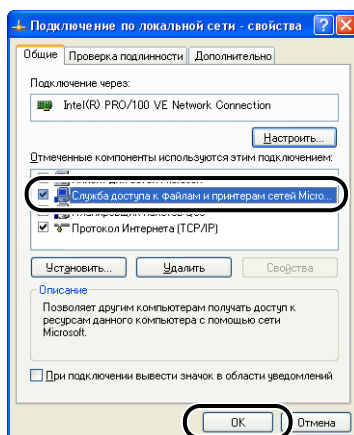 Подключение по локальной сети - свойства
Общие Проверка подлинности Дополнительно
Подключение через:
Intel(R) PRO/100 VE Network Connection
Настроить...
Отмеченные компоненты используются этим подключением:
Служба доступа к файлам и принтерам сетей Micro...
Протокол Интернета (TCP/IP)
Установить... Удалить Свойства
Описание
Позволяет другим компьютерам получать доступ к
ресурсам данного компьютера с помощью сети
Microsoft.
При подключении вывести значок в области уведомлений
OK Отмена